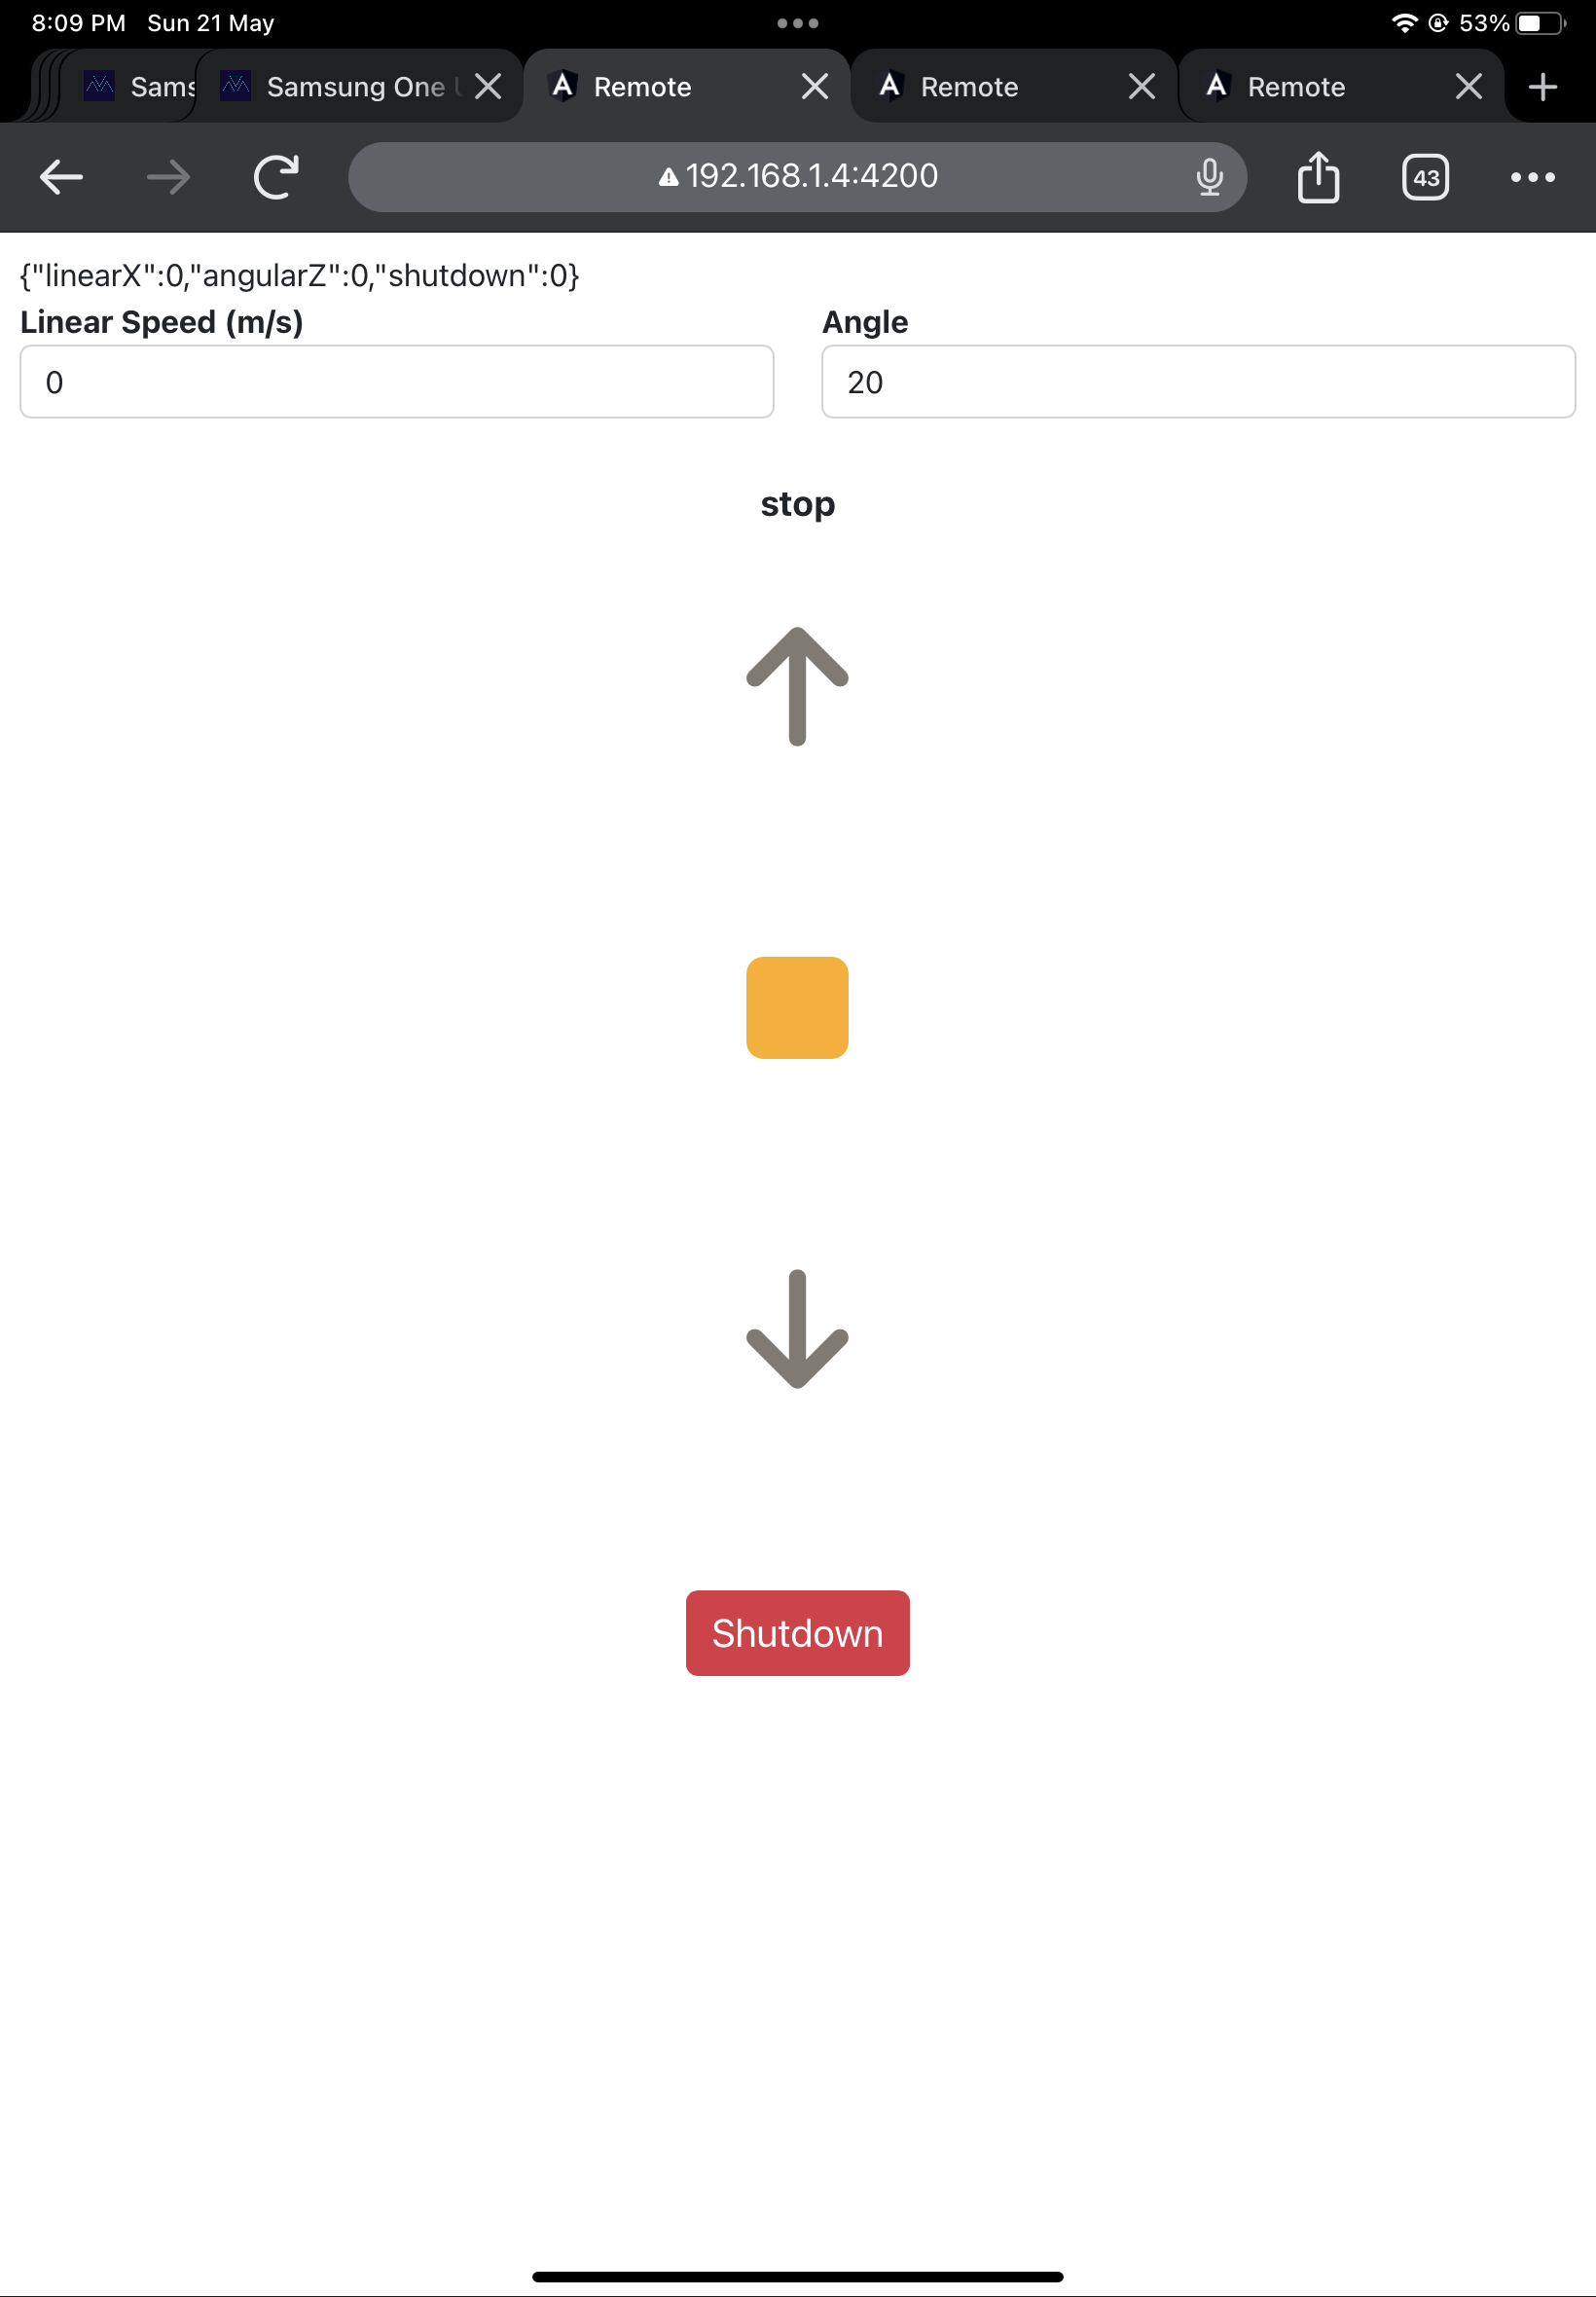 8:09 PM Sun 21 May 53%
Sams Samsung One Remote Remote Remote
192.168.1.4:4200 43
{"linearX":0,"angularZ":0,"shutdown":0}
Linear Speed (m/s) Angle
0 20
stop
Shutdown